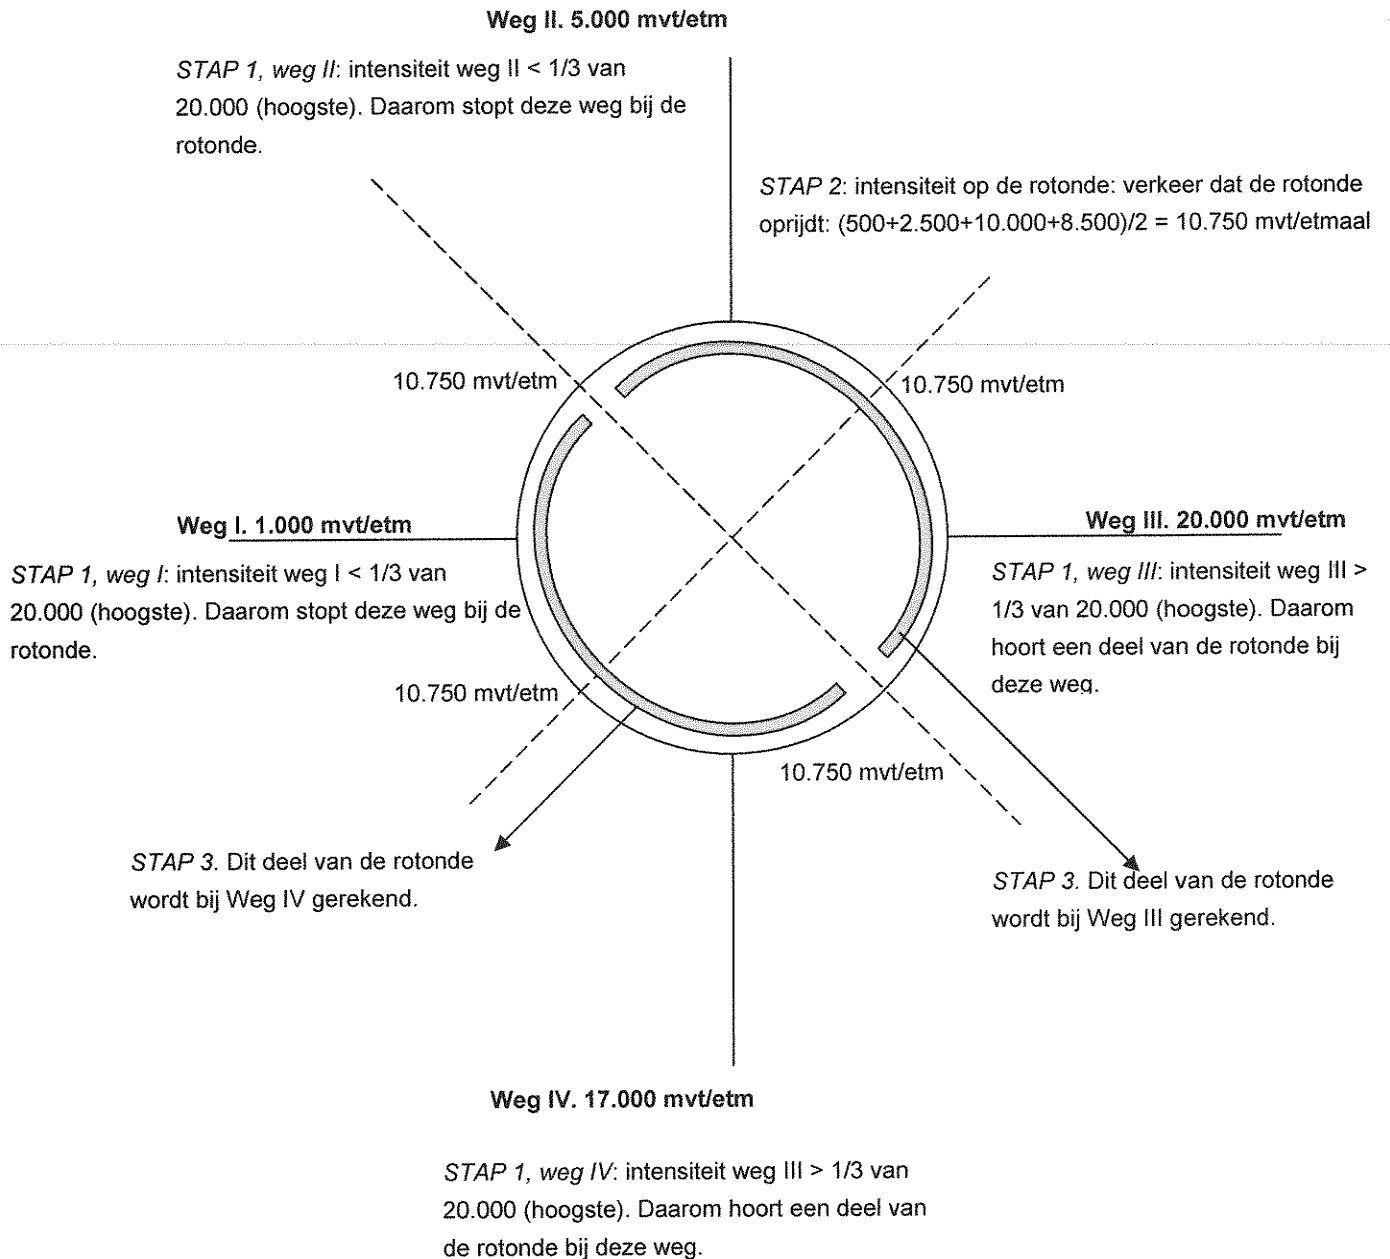 Weg II. 5.000 mvt/etm
STAP 1, weg II: intensiteit weg II < 1/3 van
20.000 (hoogste). Daarom stopt deze weg bij de
rotonde.
STAP 2: intensiteit op de rotonde: verkeer dat de rotonde
oprijdt: (500+2.500+10.000+8.500)/2 = 10.750 mvt/etmaal
10.750 mvt/etm
10.750 mvt/etm
Weg I. 1.000 mvt/etm
STAP 1, weg I: intensiteit weg I < 1/3 van
20.000 (hoogste). Daarom stopt deze weg bij de
rotonde.
Weg III. 20.000 mvt/etm
STAP 1, weg III: intensiteit weg III >
1/3 van 20.000 (hoogste). Daarom
hoort een deel van de rotonde bij
deze weg.
10.750 mvt/etm
10.750 mvt/etm
STAP 3. Dit deel van de rotonde
wordt bij Weg IV gerekend.
STAP 3. Dit deel van de rotonde
wordt bij Weg III gerekend.
Weg IV. 17.000 mvt/etm
STAP 1, weg IV: intensiteit weg III > 1/3 van
20.000 (hoogste). Daarom hoort een deel van
de rotonde bij deze weg.